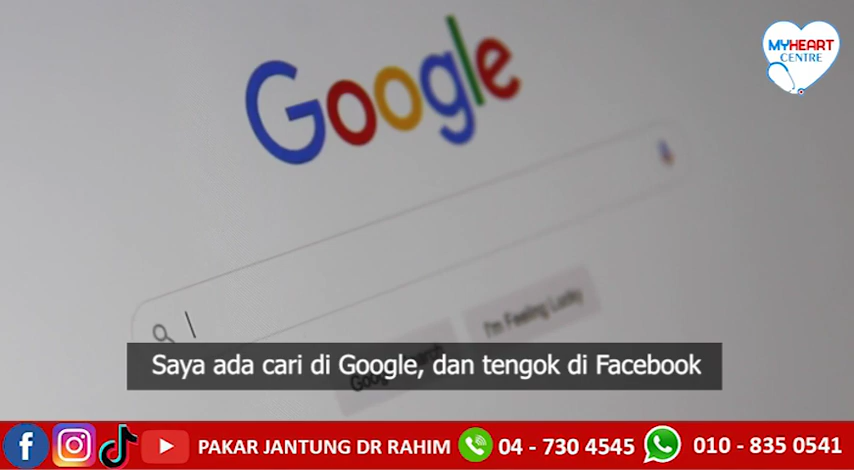 Google
MYHEART
CENTRE
I'm Feeling Lucky
Saya ada cari di Google, dan tengok di Facebook
PAKAR JANTUNG DR RAHIM 04 - 730 4545 010 - 835 0541